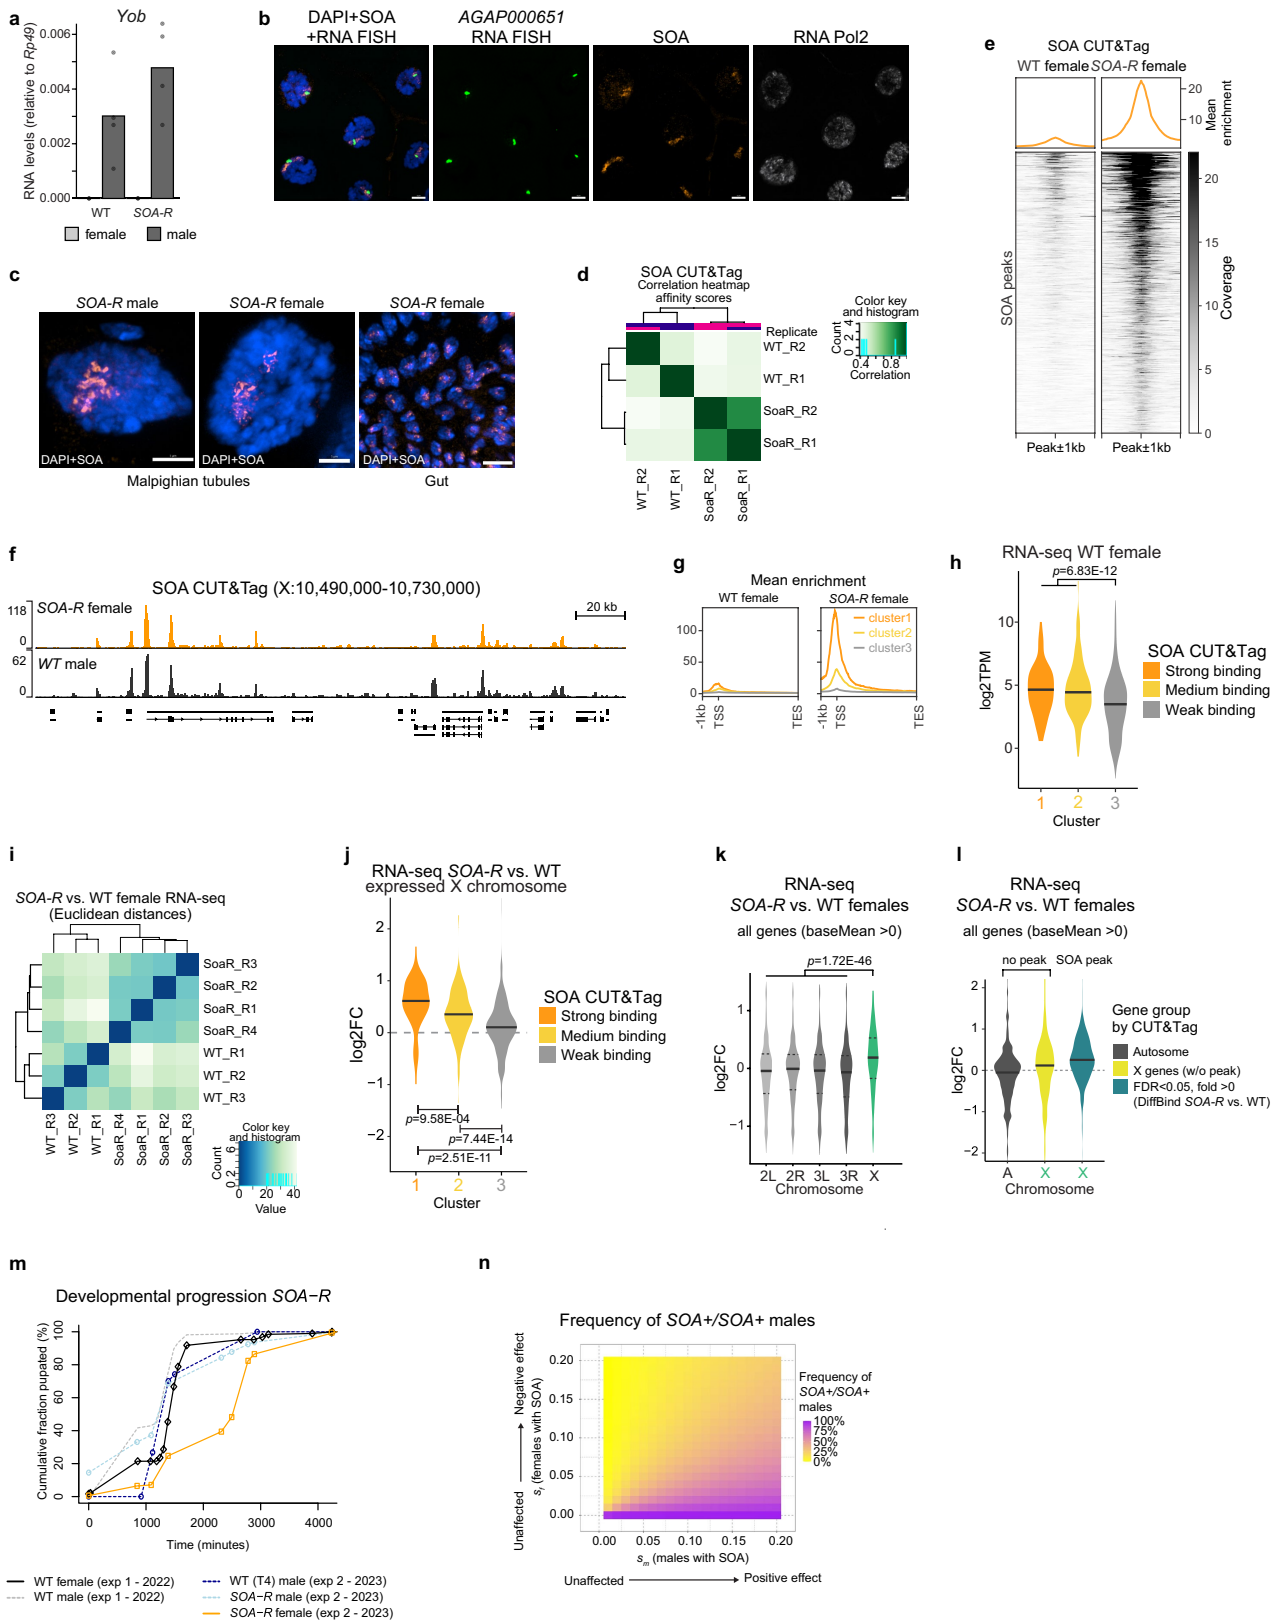 a
Yob
RNA levels (relative to Rp49)
0.006
0.004
0.002
0.000
WT
SOA-R
female
male
b
DAPI+SOA
+RNA FISH
AGAP000651
RNA FISH
SOA
RNA Pol2
c
SOA-R male
SOA-R female
SOA-R female
DAPI+SOA
DAPI+SOA
DAPI+SOA
Malpighian tubules
Gut
d
SOA CUT&Tag
Correlation heatmap
affinity scores
Replicate
WT_R2
WT_R1
SoaR_R2
SoaR_R1
WT_R2
WT_R1
SoaR_R2
SoaR_R1
Color key
and histogram
Count
0 2 4
0.4 0.8
Correlation
e
SOA CUT&Tag
WT female
SOA-R female
20
10
Mean
enrichment
SOA peaks
20
15
10
5
0
Coverage
Peak±1kb
Peak±1kb
f
SOA CUT&Tag (X:10,490,000-10,730,000)
SOA-R female
118
0
20 kb
WT male
62
0
g
Mean enrichment
WT female
SOA-R female
100
50
0
cluster1
cluster2
cluster3
-1kb
TSS
TES
-1kb
TSS
TES
h
RNA-seq WT female
p=6.83E-12
log2TPM
10
5
0
1
2
3
Cluster
SOA CUT&Tag
Strong binding
Medium binding
Weak binding
i
SOA-R vs. WT female RNA-seq
(Euclidean distances)
SoaR_R3
SoaR_R2
SoaR_R1
SoaR_R4
WT_R1
WT_R2
WT_R3
WT_R3
WT_R2
WT_R1
SoaR_R4
SoaR_R1
SoaR_R2
SoaR_R3
Color key
and histogram
Count
0 2 6
0 20 40
Value
j
RNA-seq SOA-R vs. WT
expressed X chromosome
log2FC
2
1
0
−1
−2
p=9.58E-04
p=7.44E-14
p=2.51E-11
1
2
3
Cluster
SOA CUT&Tag
Strong binding
Medium binding
Weak binding
k
RNA-seq
SOA-R vs. WT females
all genes (baseMean >0)
p=1.72E-46
log2FC
1
0
−1
2L
2R
3L
3R
X
Chromosome
l
RNA-seq
SOA-R vs. WT females
all genes (baseMean >0)
no peak
SOA peak
log2FC
2
1
0
−1
−2
A
X
X
Chromosome
Gene group
by CUT&Tag
Autosome
X genes (w/o peak)
FDR<0.05, fold >0
(DiffBind SOA-R vs. WT)
m
Developmental progression SOA−R
Cumulative fraction pupated (%)
100
80
60
40
20
0
0
1000
2000
3000
4000
Time (minutes)
WT female (exp 1 - 2022)
WT male (exp 1 - 2022)
WT (T4) male (exp 2 - 2023)
SOA−R male (exp 2 - 2023)
SOA−R female (exp 2 - 2023)
n
Frequency of SOA+/SOA+ males
Unaffected
Negative effect
sf (females with SOA)
0.20
0.15
0.10
0.05
0.00
0.00
0.05
0.10
0.15
0.20
sm (males with SOA)
Unaffected
Positive effect
Frequency of
SOA+/SOA+
males
100%
75%
50%
25%
0%